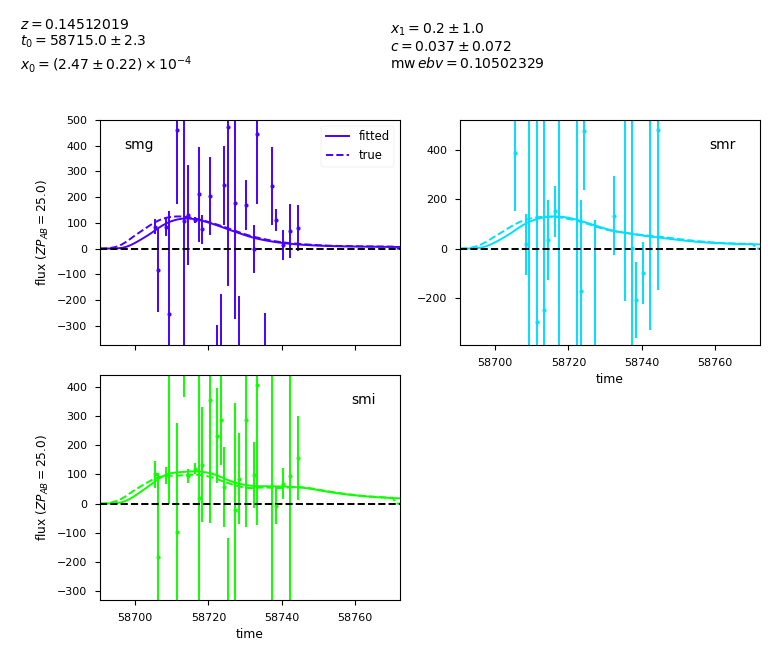 z = 0.14512019
t₀ = 58715.0 ± 2.3
x₀ = (2.47 ± 0.22) × 10⁻⁴
x₁ = 0.2 ± 1.0
c = 0.037 ± 0.072
mwebv = 0.10502329
smg
fitted
true
500
400
300
200
100
0
−100
−200
−300
flux (ZP_AB = 25.0)
smr
400
200
0
−200
58700 58720 58740 58760
time
smi
400
300
200
100
0
−100
−200
−300
flux (ZP_AB = 25.0)
58700 58720 58740 58760
time